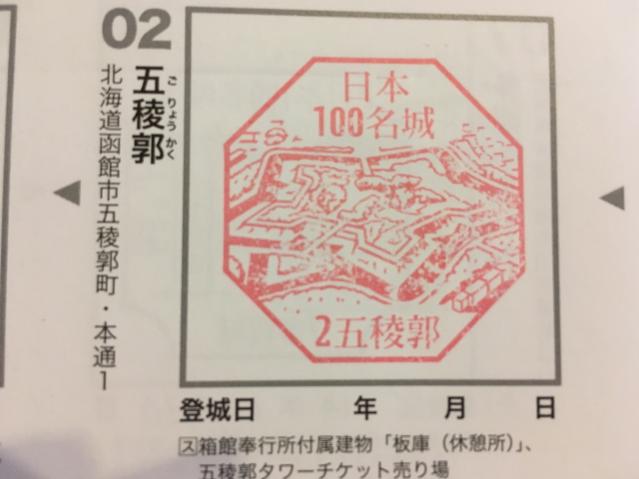 02
五稜郭
ごりょうかく
北海道函館市五稜郭町・本通1
日本
100名城
2五稜郭
登城日 年 月 日
ス箱館奉行所付属建物「板庫（休憩所）」、
五稜郭タワーチケット売り場